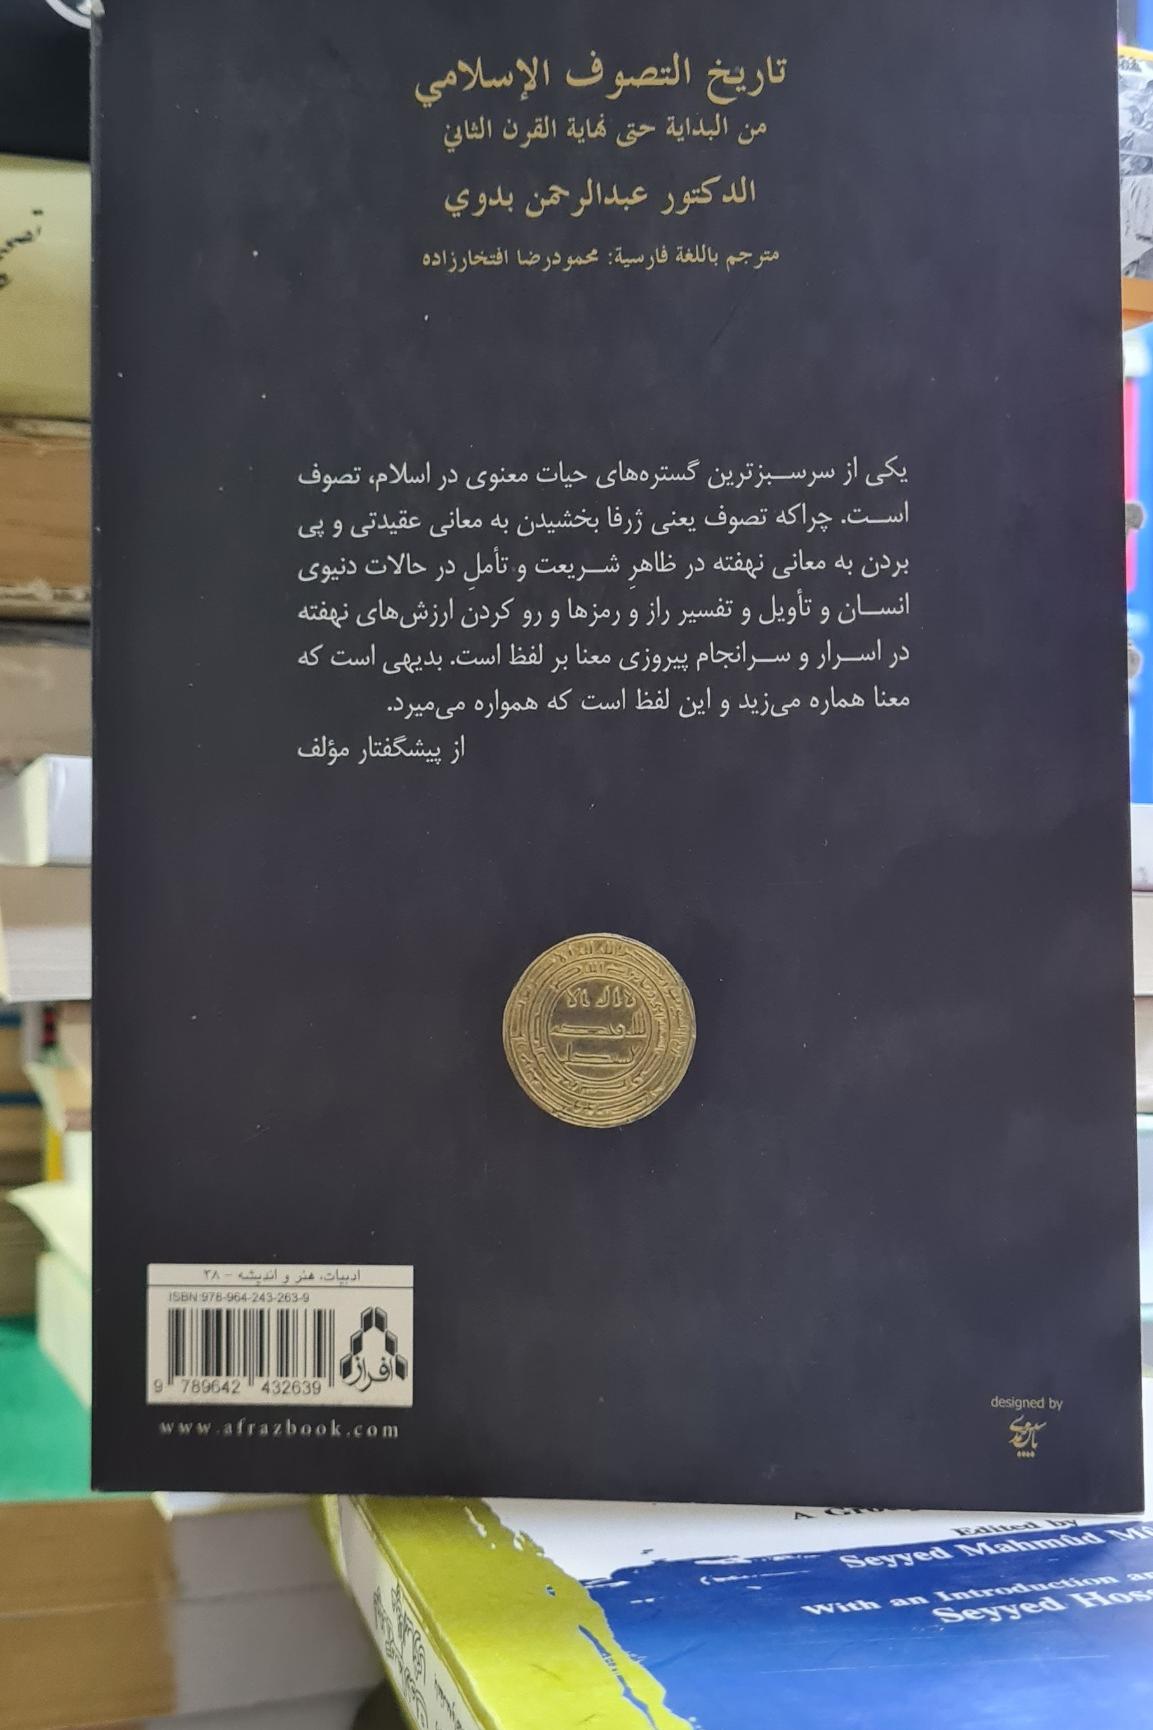 تاريخ التصوف الإسلامي
من البداية حتى نهاية القرن الثاني
الدكتور عبدالرحمن بدوي
مترجم باللغة فارسية: محمودرضا افتخارزاده
یکی از سرسبزترین گستره‌های حیات معنوی در اسلام، تصوف
است. چراکه تصوف یعنی ژرفا بخشیدن به معانی عقیدتی و پی
بردن به معانی نهفته در ظاهرِ شریعت و تأملِ در حالات دنیوی
انسان و تأویل و تفسیر راز و رمزها و رو کردن ارزش‌های نهفته
در اسرار و سرانجام پیروزی معنا بر لفظ است. بدیهی است که
معنا هماره می‌زید و این لفظ است که همواره می‌میرد.
از پیشگفتار مؤلف
ادبیات، هنر و اندیشه - ۳۸
ISBN:978-964-243-263-9
افراز
9 789642 432639
www.afrazbook.com
designed by
Edited by
Seyyed Mahmūd
With an Introduction
Seyyed